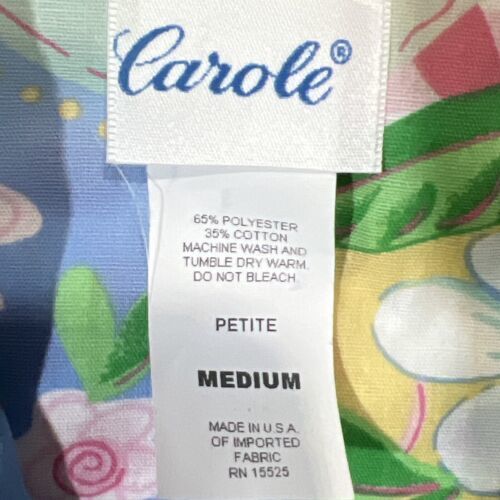 Carole®
65% POLYESTER
35% COTTON
MACHINE WASH AND
TUMBLE DRY WARM.
DO NOT BLEACH.
PETITE
MEDIUM
MADE IN U.S.A.
OF IMPORTED
FABRIC
RN 15525